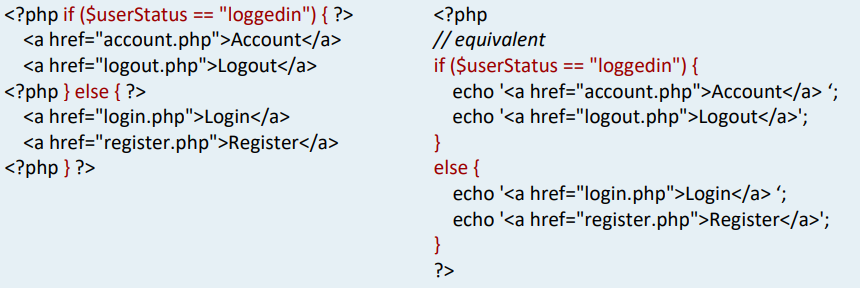 <?php if ($userStatus == "loggedin") { ?>
<a href="account.php">Account</a>
<a href="logout.php">Logout</a>
<?php } else { ?>
<a href="login.php">Login</a>
<a href="register.php">Register</a>
<?php } ?>
<?php
// equivalent
if ($userStatus == "loggedin") {
echo '<a href="account.php">Account</a> ‘;
echo '<a href="logout.php">Logout</a>';
}
else {
echo '<a href="login.php">Login</a> ‘;
echo '<a href="register.php">Register</a>';
}
?>